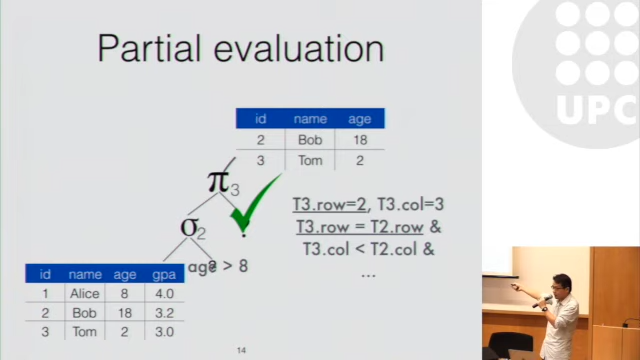 Partial evaluation
id name age
2 Bob 18
3 Tom 2
π3
σ2
T3.row=2, T3.col=3
T3.row = T2.row &
T3.col < T2.col &
...
age > 8
id name age gpa
1 Alice 8 4.0
2 Bob 18 3.2
3 Tom 2 3.0
14
UPC